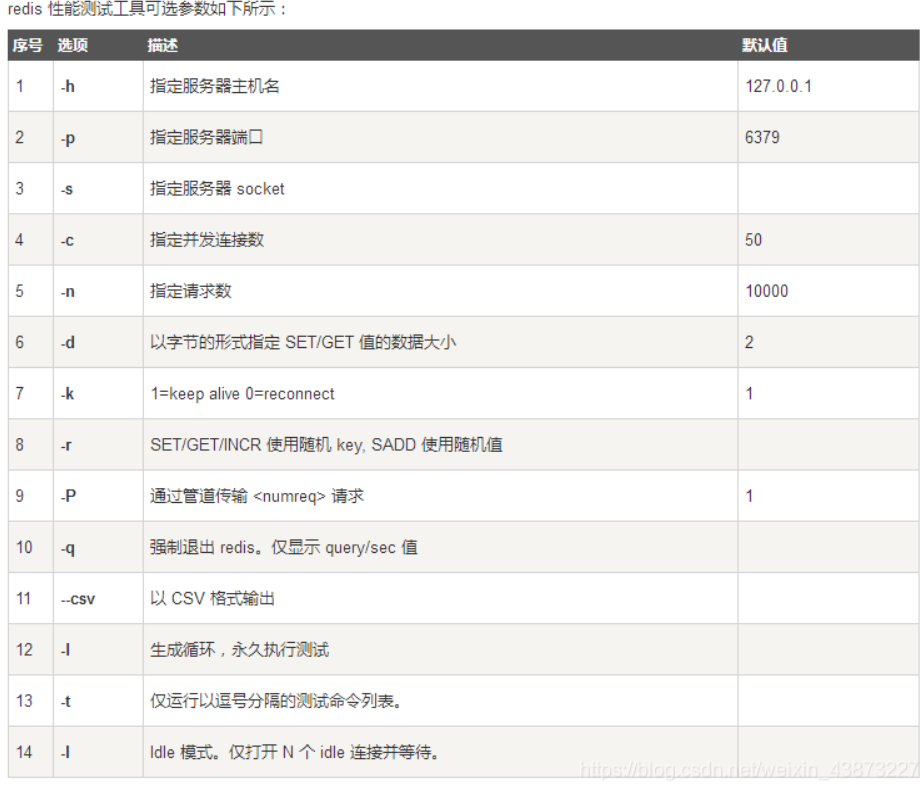 redis 性能测试工具可选参数如下所示：
序号 选项 描述 默认值
1 -h 指定服务器主机名 127.0.0.1
2 -p 指定服务器端口 6379
3 -s 指定服务器 socket
4 -c 指定并发连接数 50
5 -n 指定请求数 10000
6 -d 以字节的形式指定 SET/GET 值的数据大小 2
7 -k 1=keep alive 0=reconnect 1
8 -r SET/GET/INCR 使用随机 key, SADD 使用随机值
9 -P 通过管道传输 <numreq> 请求 1
10 -q 强制退出 redis。仅显示 query/sec 值
11 --csv 以 CSV 格式输出
12 -l 生成循环，永久执行测试
13 -t 仅运行以逗号分隔的测试命令列表。
14 -I Idle 模式。仅打开 N 个 idle 连接并等待。
https://blog.csdn.net/weixin_43873227